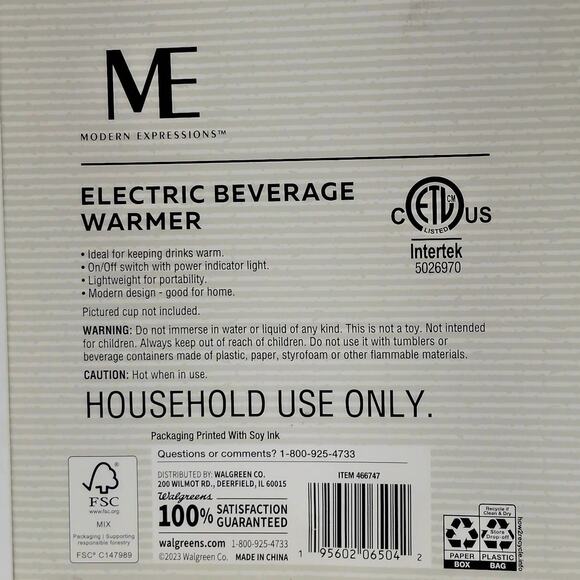 ME
MODERN EXPRESSIONS™
ELECTRIC BEVERAGE
WARMER
• Ideal for keeping drinks warm.
• On/Off switch with power indicator light.
• Lightweight for portability.
• Modern design - good for home.
Pictured cup not included.
C ETL CM US
LISTED
Intertek
5026970
WARNING: Do not immerse in water or liquid of any kind. This is not a toy. Not intended
for children. Always keep out of reach of children. Do not use it with tumblers or
beverage containers made of plastic, paper, styrofoam or other flammable materials.
CAUTION: Hot when in use.
HOUSEHOLD USE ONLY.
Packaging Printed With Soy Ink
Questions or comments? 1-800-925-4733
DISTRIBUTED BY: WALGREEN CO.
200 WILMOT RD., DEERFIELD, IL 60015
Walgreens
100% SATISFACTION
GUARANTEED
walgreens.com® 1-800-925-4733
©2023 Walgreen Co. MADE IN CHINA
ITEM 466747
1 95602 06504 2
FSC
www.fsc.org
MIX
Packaging | Supporting
responsible forestry
FSC® C147989
Recycle if
Clean & Dry
Store
Drop-off
PAPER
BOX
PLASTIC
BAG
how2recycle.info